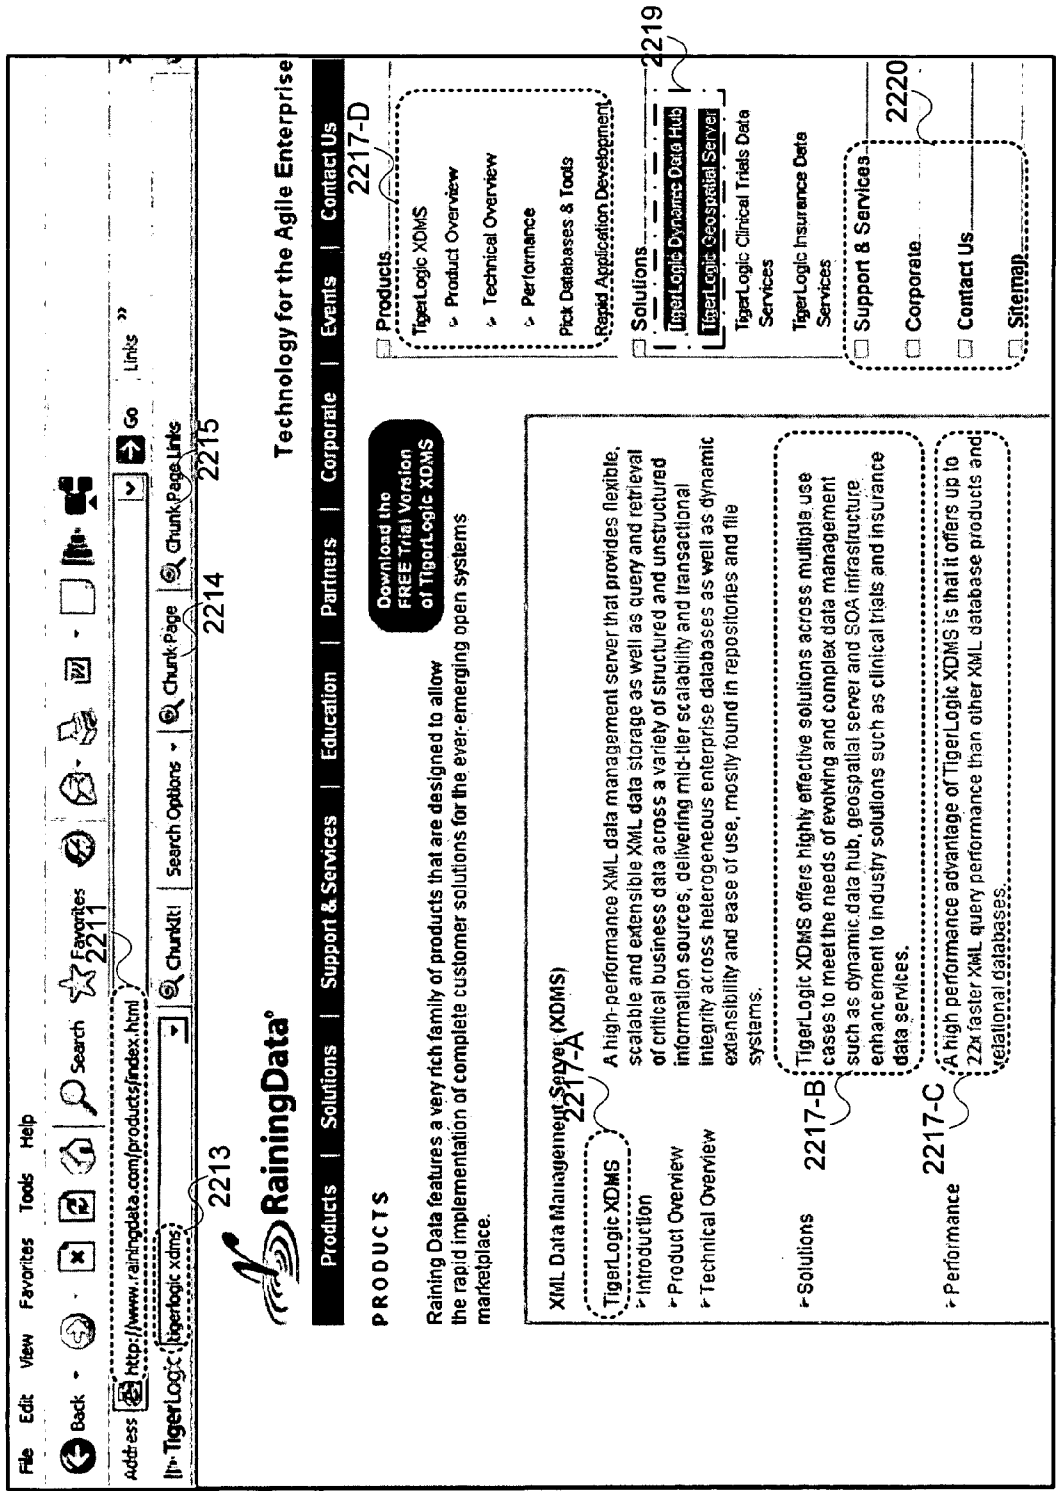 File Edit View Favorites Tools Help
Back Search Favorites
2211
Address http://www.rainingdata.com/products/index.html Go Links »
TigerLogic tigerlogic xdms ChunkIt! Search Options Chunk Page Chunk Page Links
2213
2214
2215
RainingData®
Technology for the Agile Enterprise
Products | Solutions | Support & Services | Education | Partners | Corporate | Events | Contact Us
PRODUCTS
Raining Data features a very rich family of products that are designed to allow
the rapid implementation of complete customer solutions for the ever-emerging open systems
marketplace.
Download the
FREE Trial Version
of TigerLogic XDMS
XML Data Management Server (XDMS)
2217-A
TigerLogic XDMS
Introduction
Product Overview
Technical Overview
A high-performance XML data management server that provides flexible,
scalable and extensible XML data storage as well as query and retrieval
of critical business data across a variety of structured and unstructured
information sources, delivering mid-tier scalability and transactional
integrity across heterogeneous enterprise databases as well as dynamic
extensibility and ease of use, mostly found in repositories and file
systems.
Solutions
2217-B
TigerLogic XDMS offers highly effective solutions across multiple use
cases to meet the needs of evolving and complex data management
such as dynamic data hub, geospatial server and SOA infrastructure
enhancement to industry solutions such as clinical trials and insurance
data services.
Performance
2217-C
A high performance advantage of TigerLogic XDMS is that it offers up to
22x faster XML query performance than other XML database products and
relational databases.
2217-D
Products
TigerLogic XDMS
Product Overview
Technical Overview
Performance
Pick Databases & Tools
Rapid Application Development
2219
Solutions
TigerLogic Dynamic Data Hub
TigerLogic Geospatial Server
TigerLogic Clinical Trials Data
Services
TigerLogic Insurance Data
Services
2220
Support & Services
Corporate
Contact Us
Sitemap